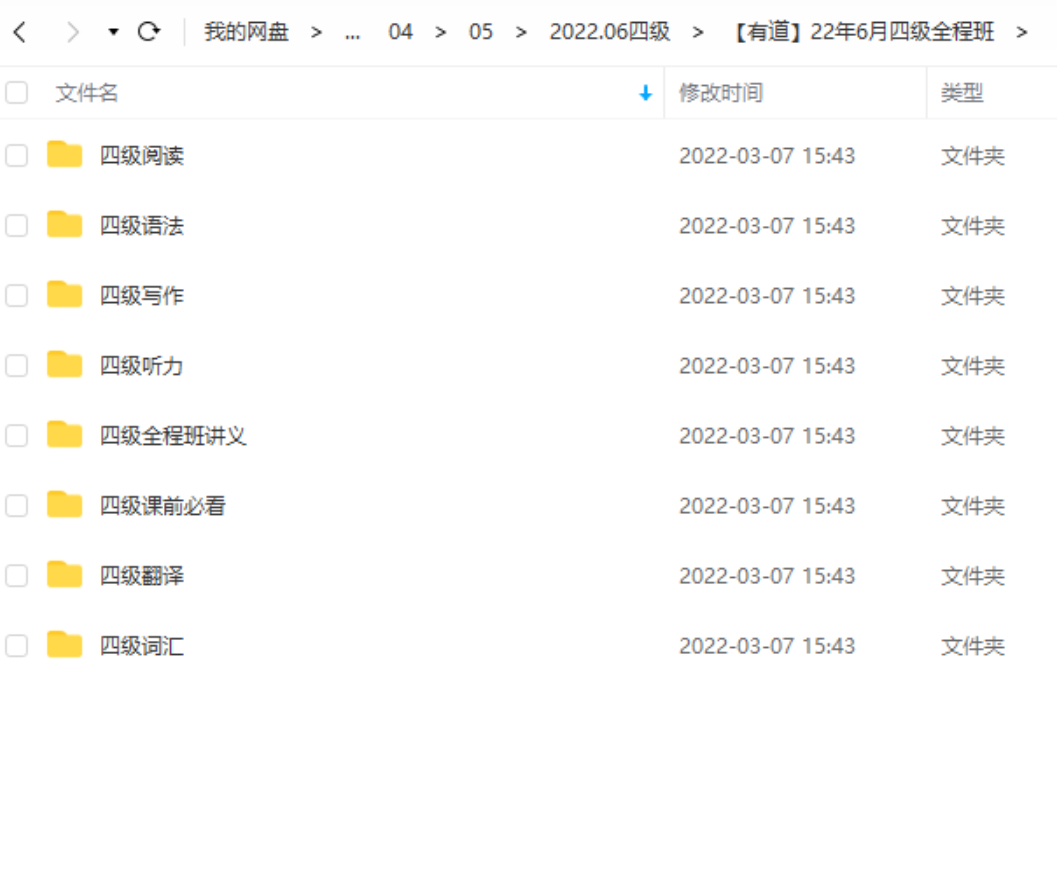 我的网盘 > ... 04 > 05 > 2022.06四级 > 【有道】22年6月四级全程班 >
文件名 修改时间 类型
四级阅读 2022-03-07 15:43 文件夹
四级语法 2022-03-07 15:43 文件夹
四级写作 2022-03-07 15:43 文件夹
四级听力 2022-03-07 15:43 文件夹
四级全程班讲义 2022-03-07 15:43 文件夹
四级课前必看 2022-03-07 15:43 文件夹
四级翻译 2022-03-07 15:43 文件夹
四级词汇 2022-03-07 15:43 文件夹